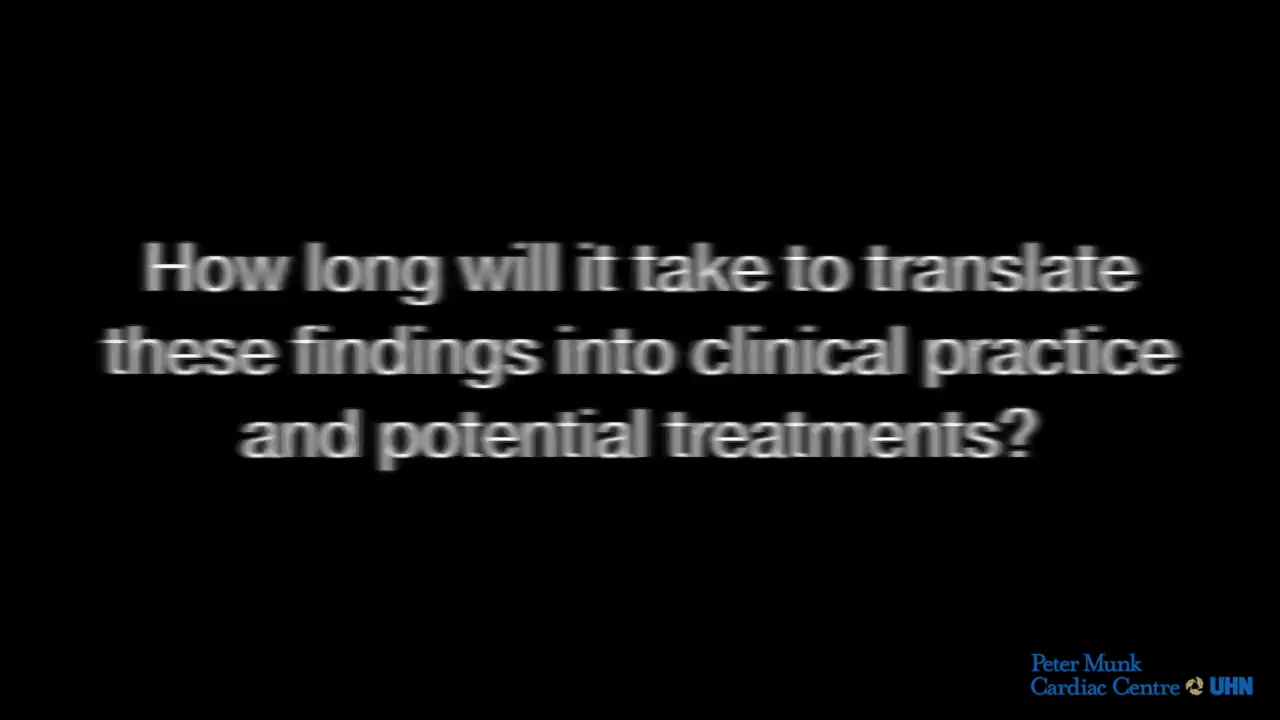 How long will it take to translate
these findings into clinical practice
and potential treatments?
Peter Munk
Cardiac Centre UHN